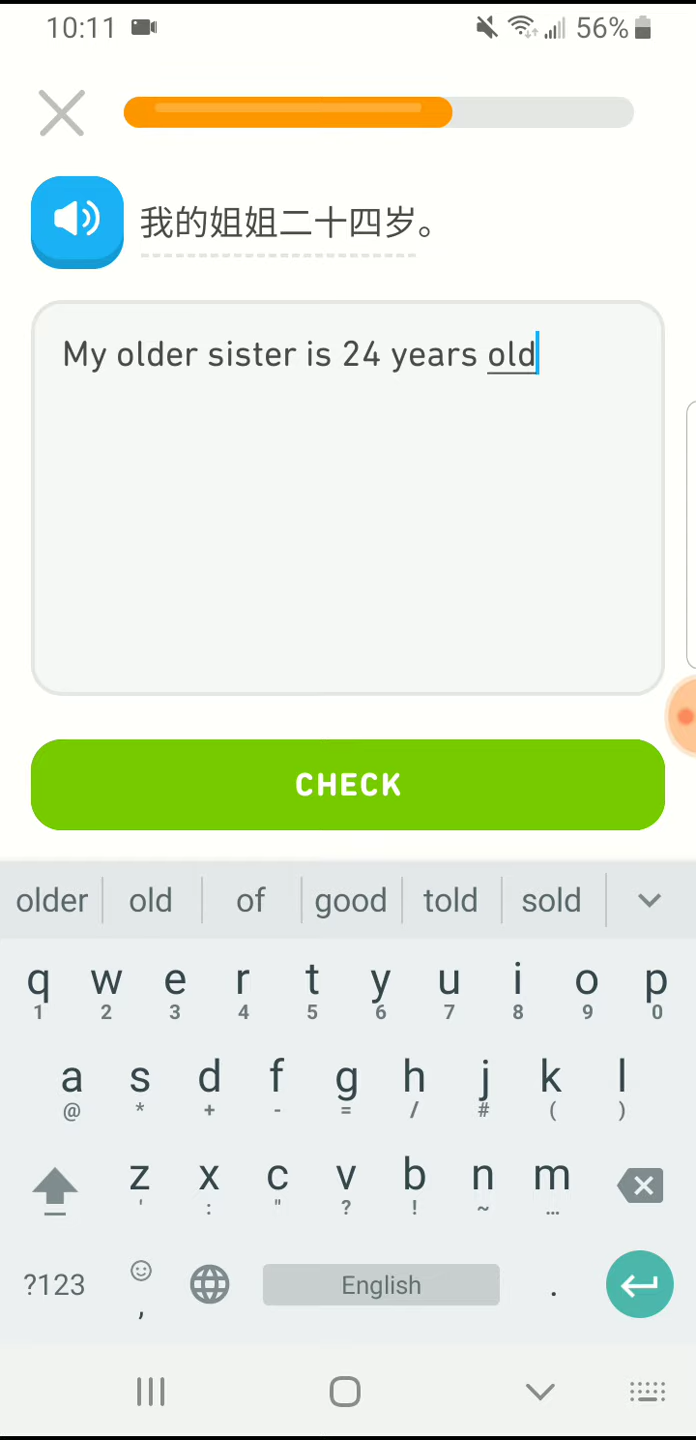 10:11 56%
我的姐姐二十四岁。
My older sister is 24 years old
CHECK
older old of good told sold
q w e r t y u i o p
1 2 3 4 5 6 7 8 9 0
a s d f g h j k l
@ * + - = / # ( )
z x c v b n m
' : " ? ! ~ …
?123 , English .